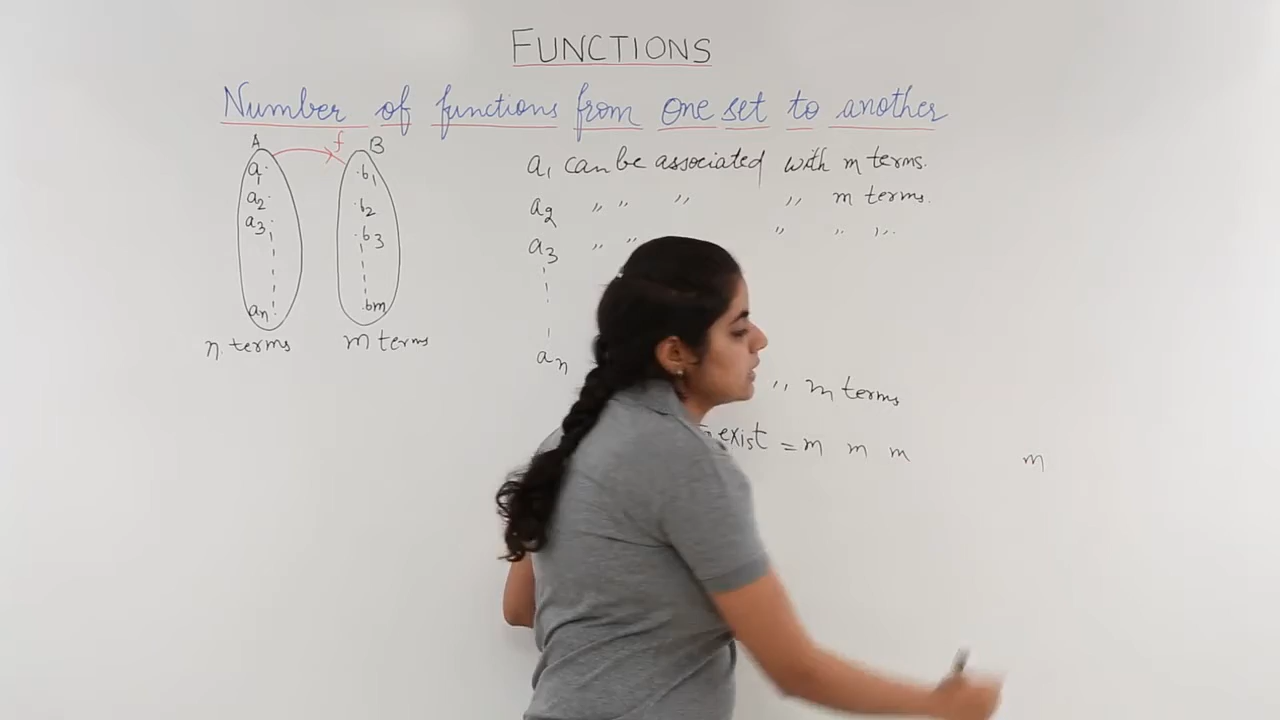 FUNCTIONS
Number of functions from one set to another
A f B
a1
a2
a3
an
b1
b2
b3
bm
n terms
m terms
a1 can be associated with m terms.
a2 " " " " m terms.
a3 " " " " "
an " m terms
exist = m m m m